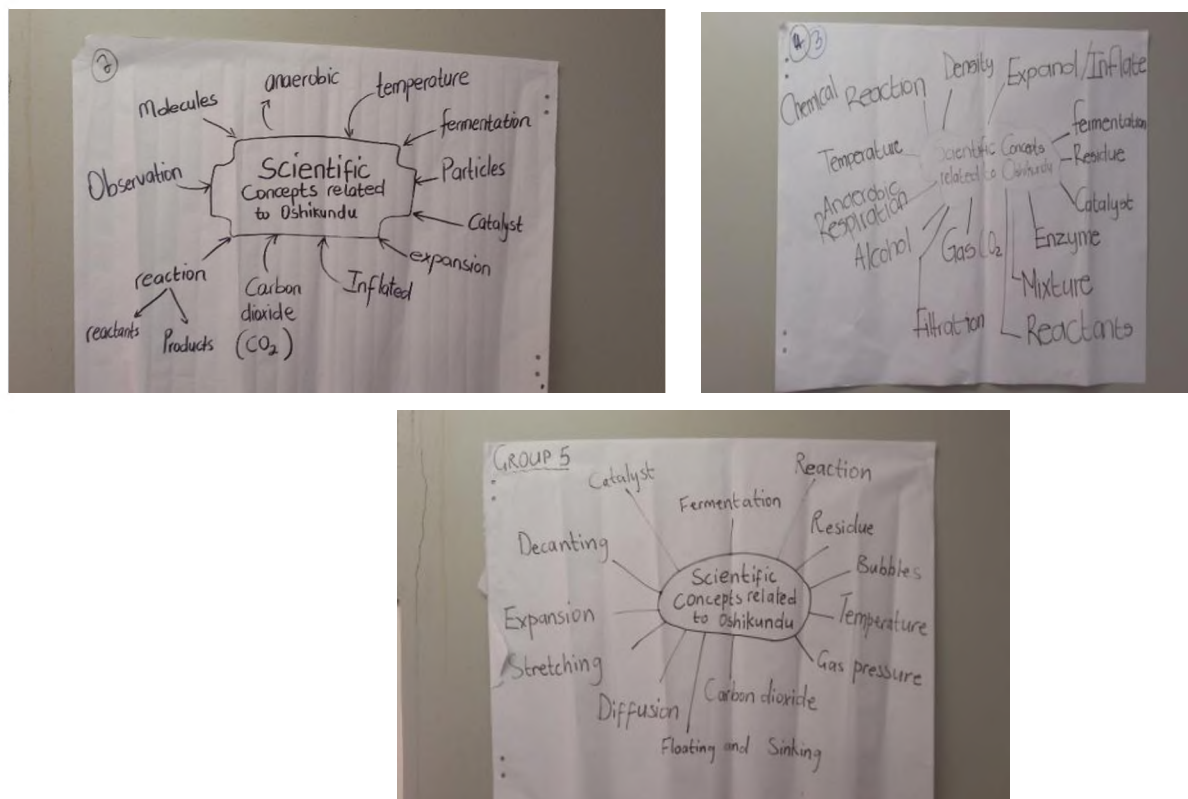 2
anaerobic
temperature
Molecules
fermentation
Observation
Scientific
Concepts related
to Oshikundu
Particles
Catalyst
expansion
reaction
Carbon
dioxide
(CO₂)
Inflated
reactants
Products
3
Chemical Reaction
Density
Expand/Inflate
fermentation
Temperature
Scientific Concepts
related to Oshikundu
Residue
Anaerobic
Respiration
Catalyst
Alcohol
Gas CO₂
Enzyme
Mixture
Filtration
Reactants
GROUP 5
Catalyst
Reaction
Fermentation
Residue
Decanting
Bubbles
Scientific
Concepts related
to Oshikundu
Expansion
Temperature
Stretching
Gas pressure
Diffusion
Carbon dioxide
Floating and Sinking